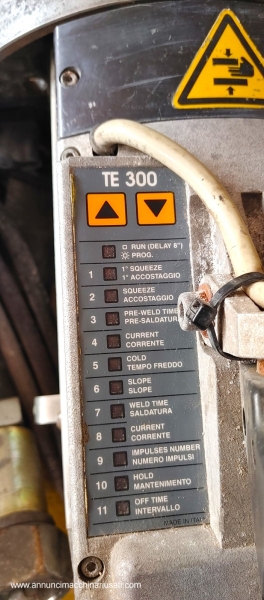 TE 300
RUN (DELAY 8")
PROG.
1 1° SQUEEZE
1° ACCOSTAGGIO
2 SQUEEZE
ACCOSTAGGIO
3 PRE-WELD TIME
PRE-SALDATURA
4 CURRENT
CORRENTE
5 COLD
TEMPO FREDDO
6 SLOPE
SLOPE
7 WELD TIME
SALDATURA
8 CURRENT
CORRENTE
9 IMPULSES NUMBER
NUMERO IMPULSI
10 HOLD
MANTENIMENTO
11 OFF TIME
INTERVALLO
MADE IN ITALY
www.annuncimacchinariusati.com